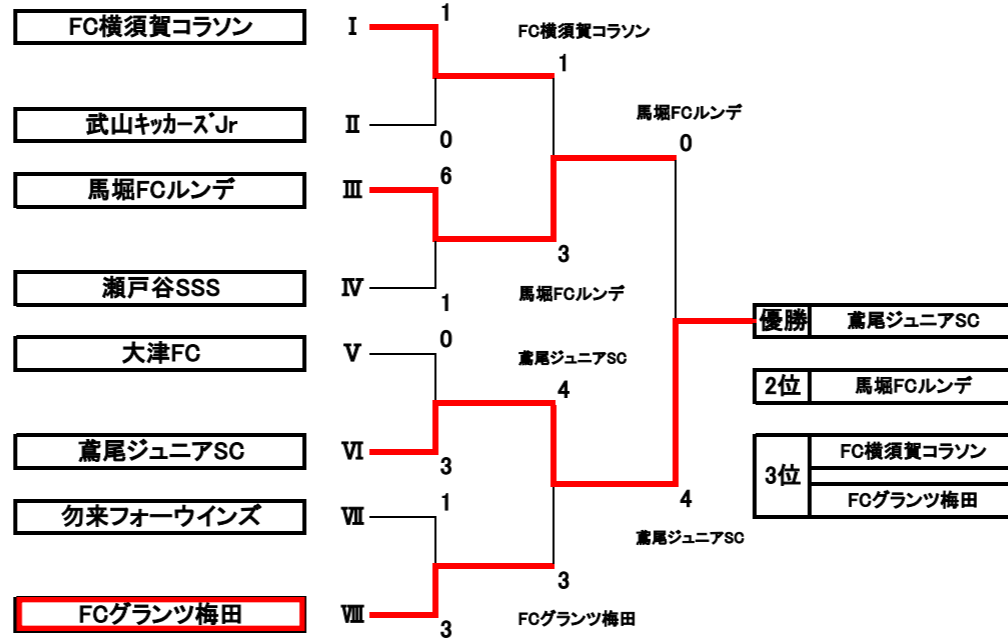 FC横須賀コラソン
Ⅰ
1
FC横須賀コラソン
1
武山キッカーズJr
Ⅱ
0
馬堀FCルンデ
0
馬堀FCルンデ
Ⅲ
6
3
瀬戸谷SSS
Ⅳ
1
馬堀FCルンデ
大津FC
Ⅴ
0
鳶尾ジュニアSC
4
鳶尾ジュニアSC
Ⅵ
3
勿来フォーウインズ
Ⅶ
1
4
鳶尾ジュニアSC
FCグランツ梅田
Ⅷ
3
3
FCグランツ梅田
優勝 鳶尾ジュニアSC
2位 馬堀FCルンデ
3位 FC横須賀コラソン
FCグランツ梅田